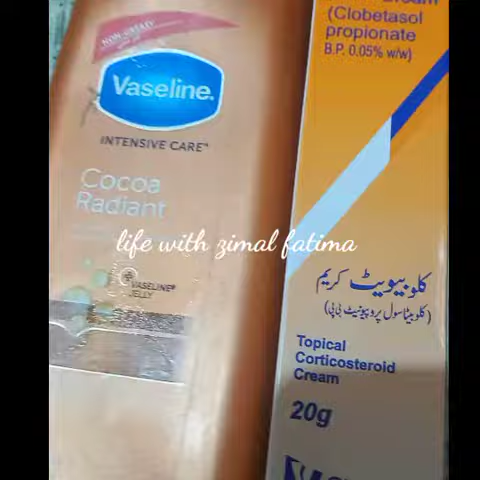 NON-GREASY
Vaseline.
INTENSIVE CARE™
Cocoa
Radiant
VASELINE®
JELLY
life with zimal fatima
(Clobetasol
propionate
B.P. 0.05% w/w)
کلوبیویٹ کریم
(کلوبیٹاسول پروپیونیٹ بی پی)
Topical
Corticosteroid
Cream
20g